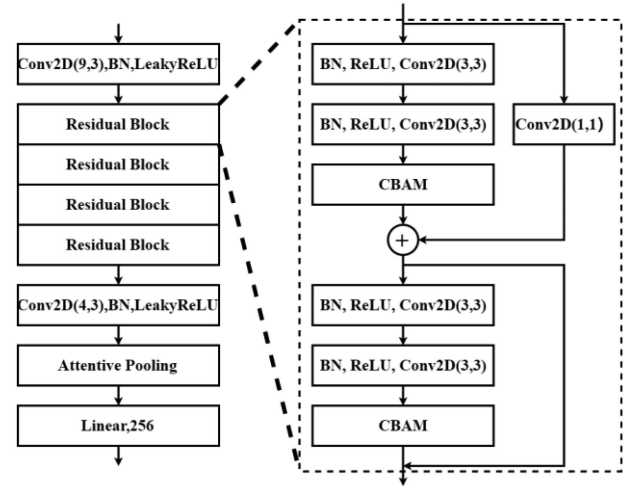 Conv2D(9,3),BN,LeakyReLU
Residual Block
Residual Block
Residual Block
Residual Block
Conv2D(4,3),BN,LeakyReLU
Attentive Pooling
Linear,256
BN, ReLU, Conv2D(3,3)
BN, ReLU, Conv2D(3,3)
CBAM
+
Conv2D(1,1)
BN, ReLU, Conv2D(3,3)
BN, ReLU, Conv2D(3,3)
CBAM